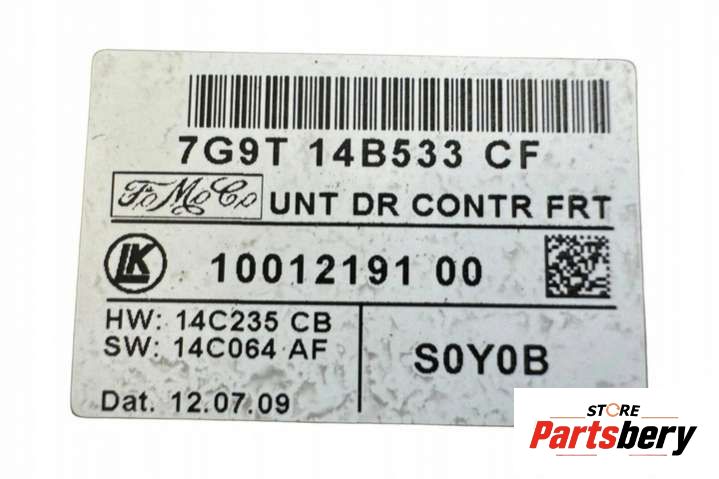 7G9T 14B533 CF
FoMoCo UNT DR CONTR FRT
LK 10012191 00
HW: 14C235 CB
SW: 14C064 AF
S0Y0B
Dat. 12.07.09
STORE
Partsbery